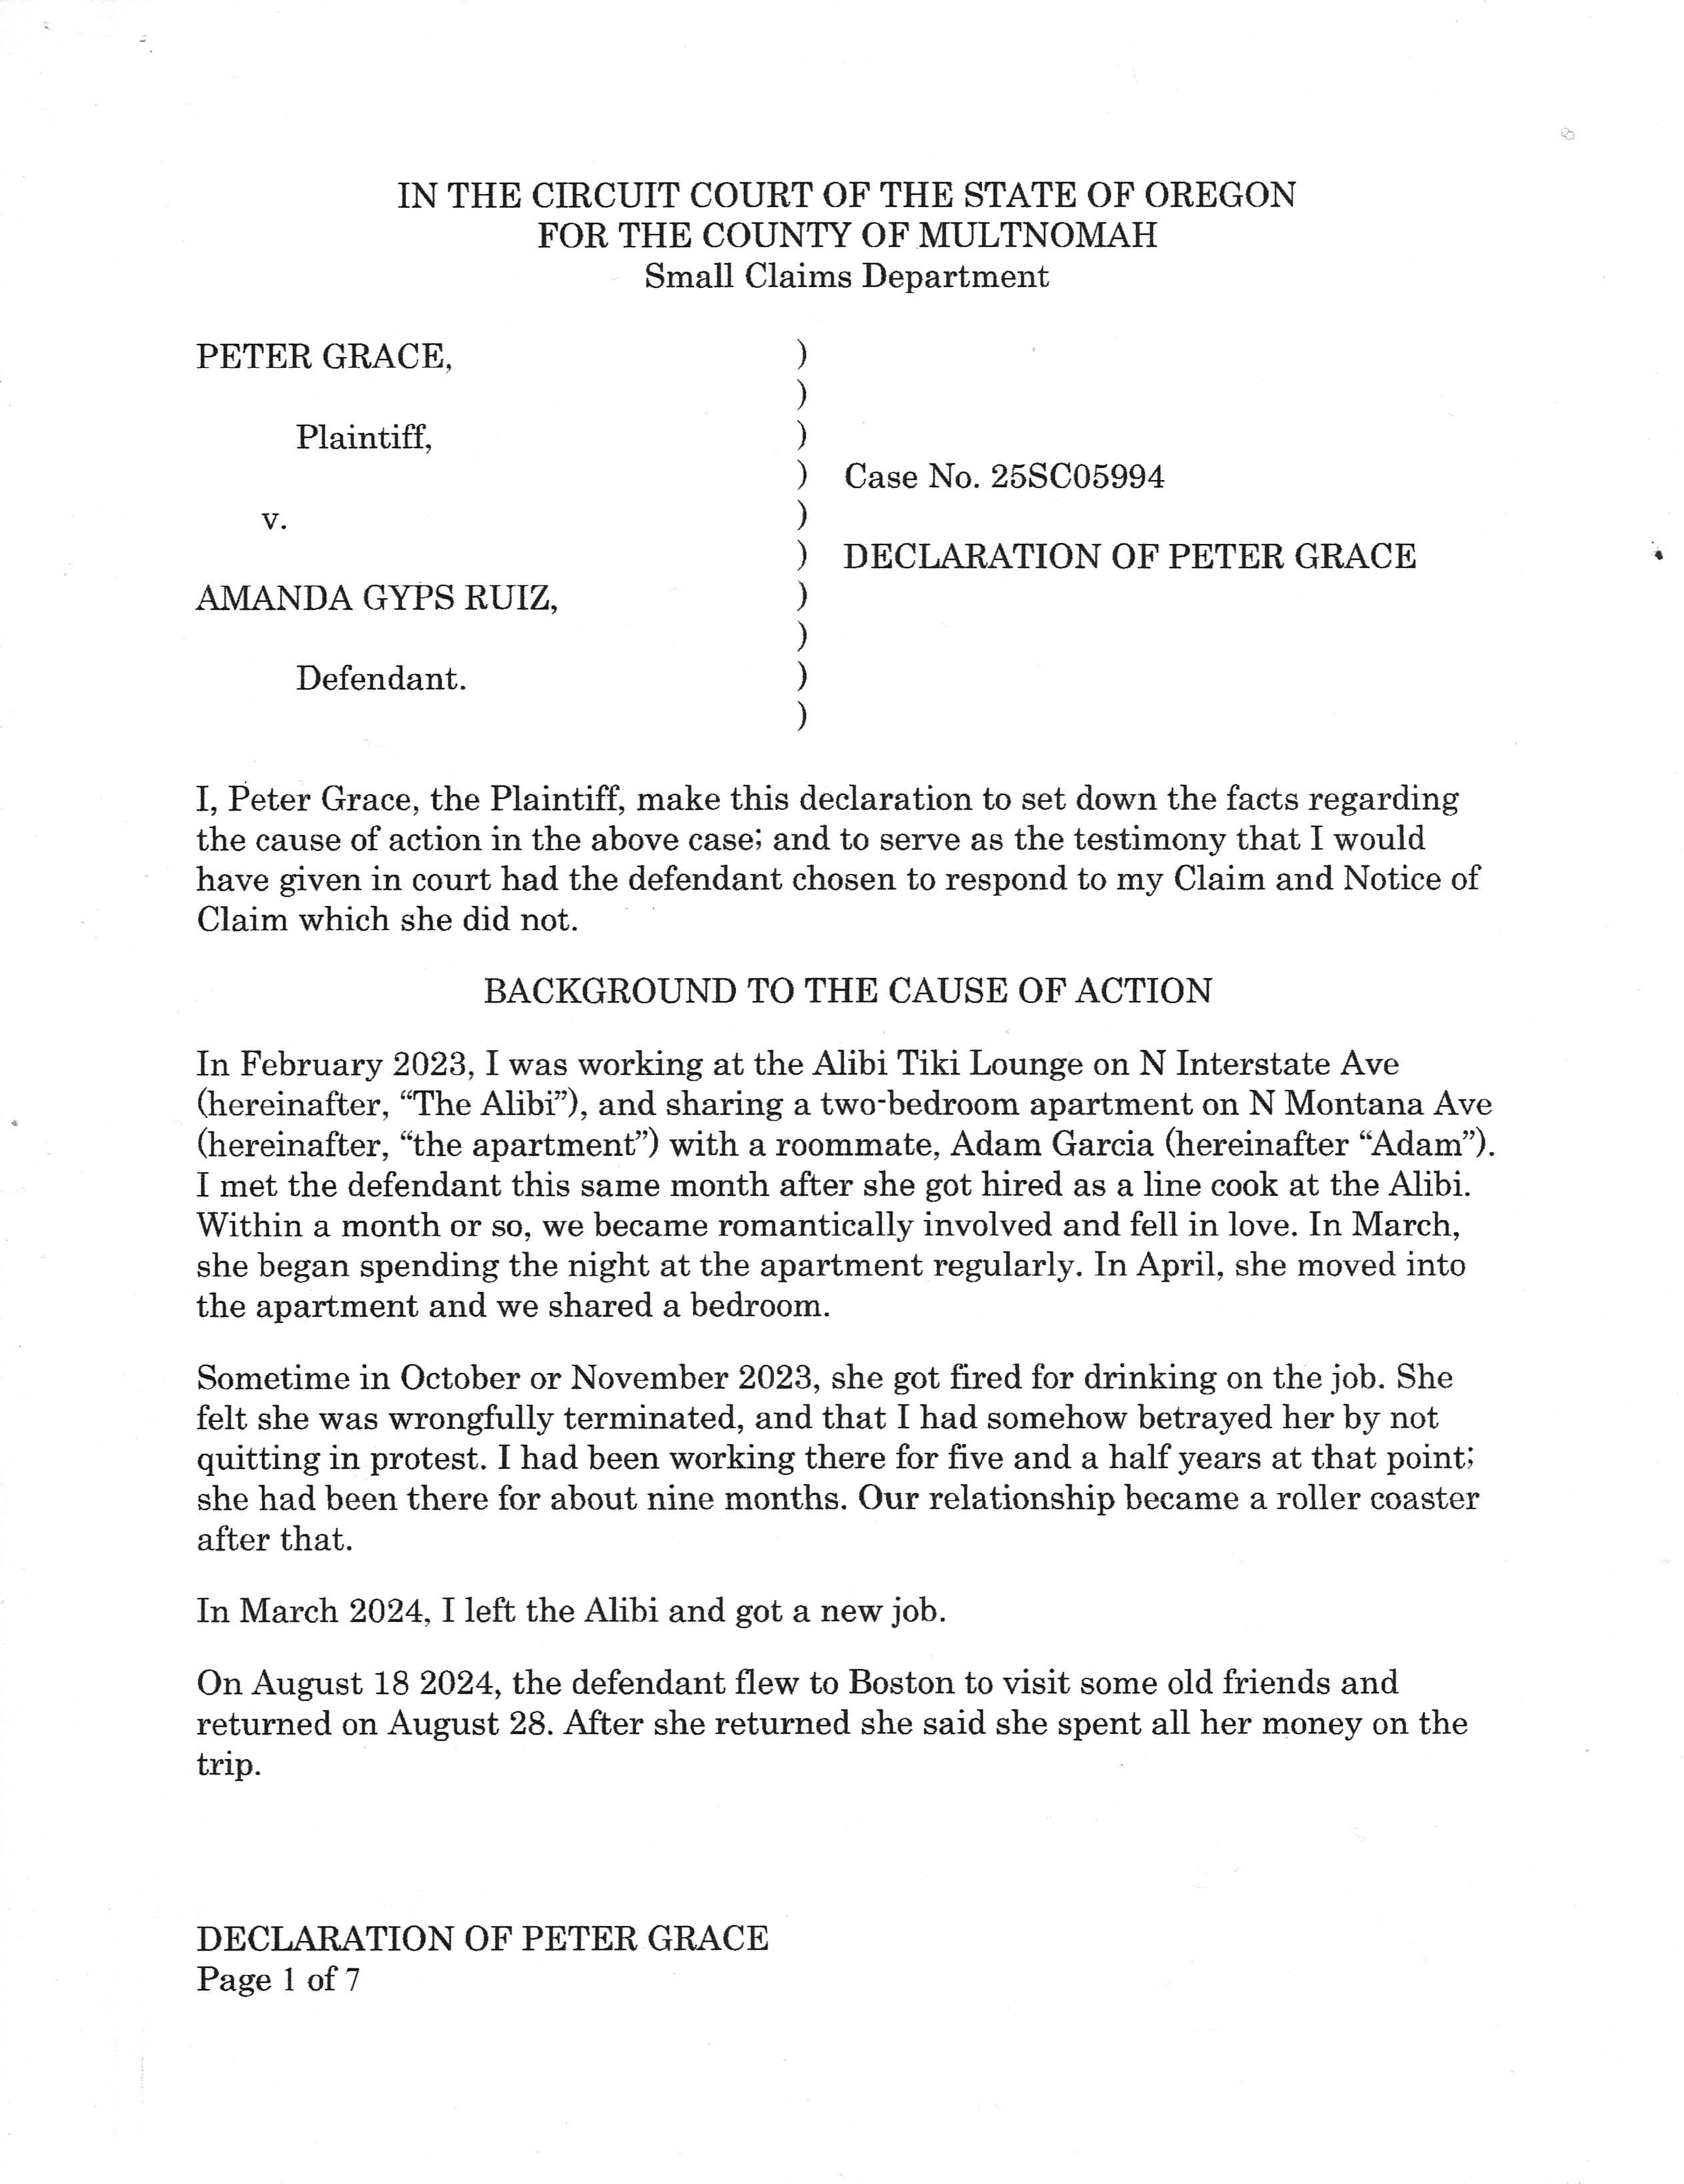 IN THE CIRCUIT COURT OF THE STATE OF OREGON
FOR THE COUNTY OF MULTNOMAH
Small Claims Department
PETER GRACE, )
)
Plaintiff, )
) Case No. 25SC05994
v. )
) DECLARATION OF PETER GRACE
AMANDA GYPS RUIZ, )
)
Defendant. )
)
I, Peter Grace, the Plaintiff, make this declaration to set down the facts regarding
the cause of action in the above case; and to serve as the testimony that I would
have given in court had the defendant chosen to respond to my Claim and Notice of
Claim which she did not.
BACKGROUND TO THE CAUSE OF ACTION
In February 2023, I was working at the Alibi Tiki Lounge on N Interstate Ave
(hereinafter, “The Alibi”), and sharing a two-bedroom apartment on N Montana Ave
(hereinafter, “the apartment”) with a roommate, Adam Garcia (hereinafter “Adam”).
I met the defendant this same month after she got hired as a line cook at the Alibi.
Within a month or so, we became romantically involved and fell in love. In March,
she began spending the night at the apartment regularly. In April, she moved into
the apartment and we shared a bedroom.
Sometime in October or November 2023, she got fired for drinking on the job. She
felt she was wrongfully terminated, and that I had somehow betrayed her by not
quitting in protest. I had been working there for five and a half years at that point;
she had been there for about nine months. Our relationship became a roller coaster
after that.
In March 2024, I left the Alibi and got a new job.
On August 18 2024, the defendant flew to Boston to visit some old friends and
returned on August 28. After she returned she said she spent all her money on the
trip.
DECLARATION OF PETER GRACE
Page 1 of 7